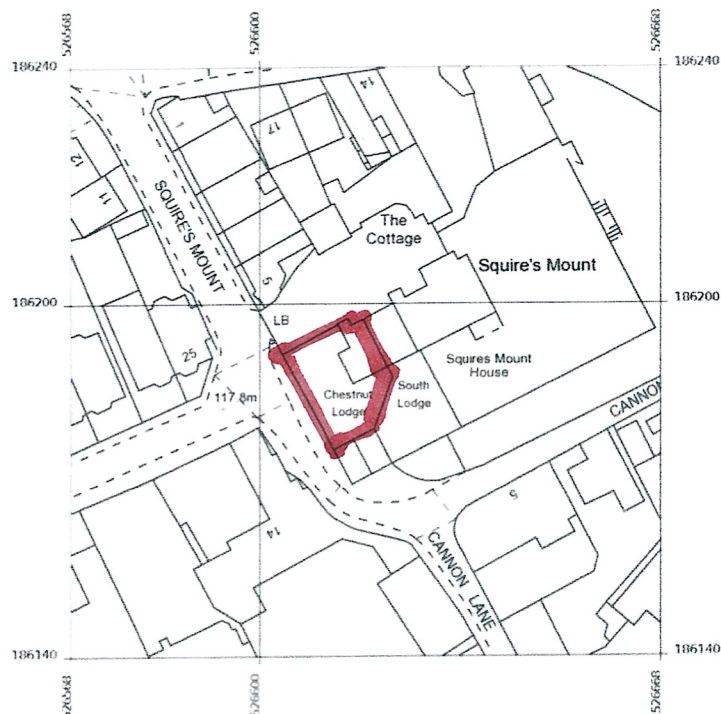 526568
526600
526668
186240
186240
14
17
1
12
11
SQUIRE'S MOUNT
The
Cottage
Squire's Mount
5
186200
186200
LB
25
Squires Mount
House
Chestnut
Lodge
South
Lodge
117.8m
CANNON
5
14
CANNON LANE
186140
186140
526568
526600
526668